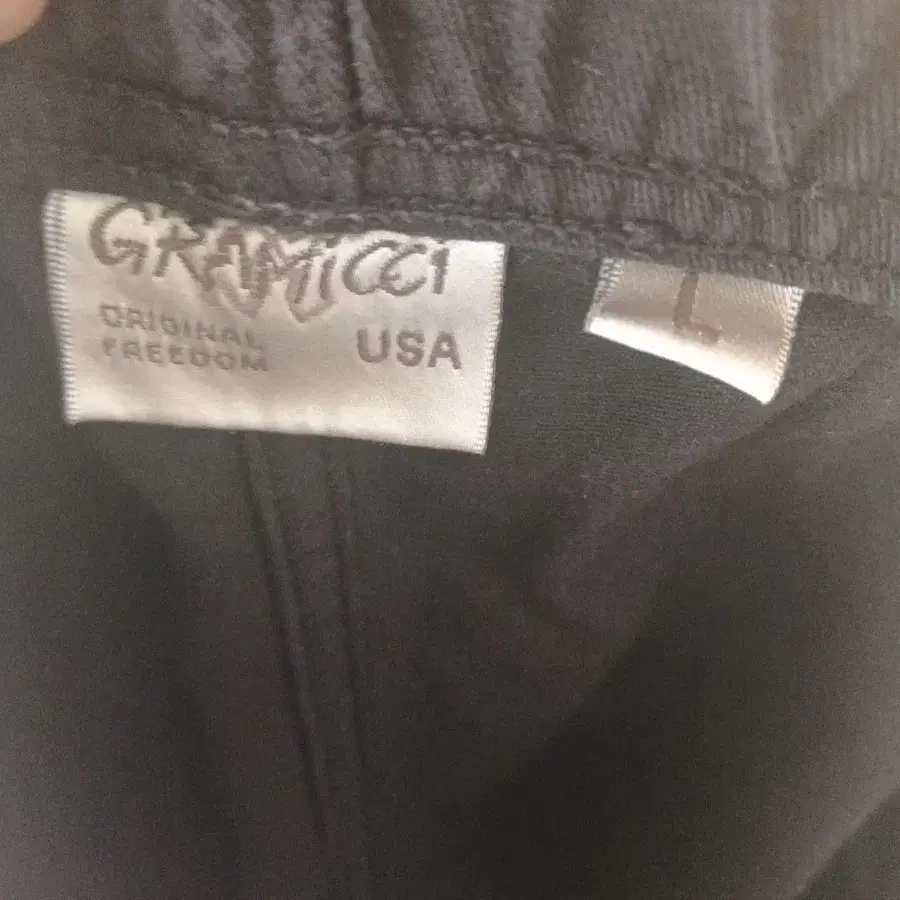 GRAMiCCi
ORIGINAL
FREEDOM
USA
L